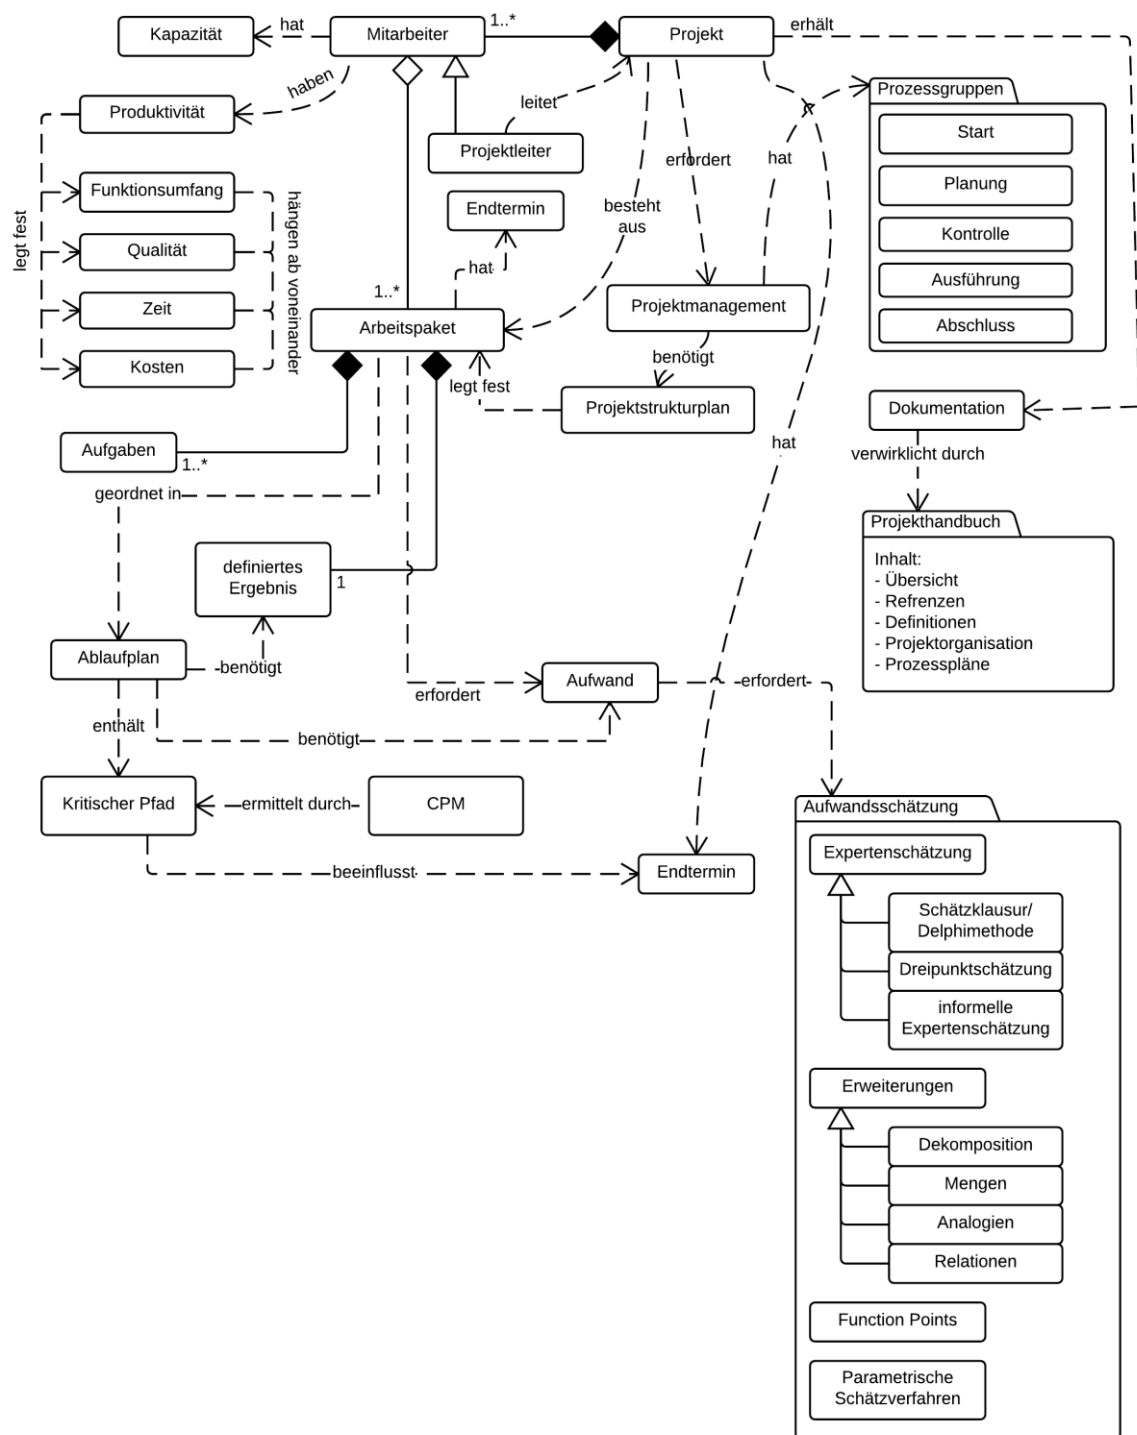 Kapazität
hat
Mitarbeiter
1..*
Projekt
erhält
haben
leitet
Produktivität
Projektleiter
erfordert
hat
Prozessgruppen
Start
Planung
Kontrolle
Ausführung
Abschluss
legt fest
Funktionsumfang
Qualität
Zeit
Kosten
hängen ab voneinander
Endtermin
hat
besteht
aus
1..*
Arbeitspaket
Projektmanagement
benötigt
legt fest
Projektstrukturplan
Dokumentation
hat
verwirklicht durch
Aufgaben
1..*
geordnet in
Projekthandbuch
Inhalt:
- Übersicht
- Refrenzen
- Definitionen
- Projektorganisation
- Prozesspläne
definiertes
Ergebnis
1
Ablaufplan
benötigt
erfordert
Aufwand
erfordert
enthält
benötigt
Kritischer Pfad
ermittelt durch
CPM
beeinflusst
Endtermin
Aufwandsschätzung
Expertenschätzung
Schätzklausur/
Delphimethode
Dreipunktschätzung
informelle
Expertenschätzung
Erweiterungen
Dekomposition
Mengen
Analogien
Relationen
Function Points
Parametrische
Schätzverfahren